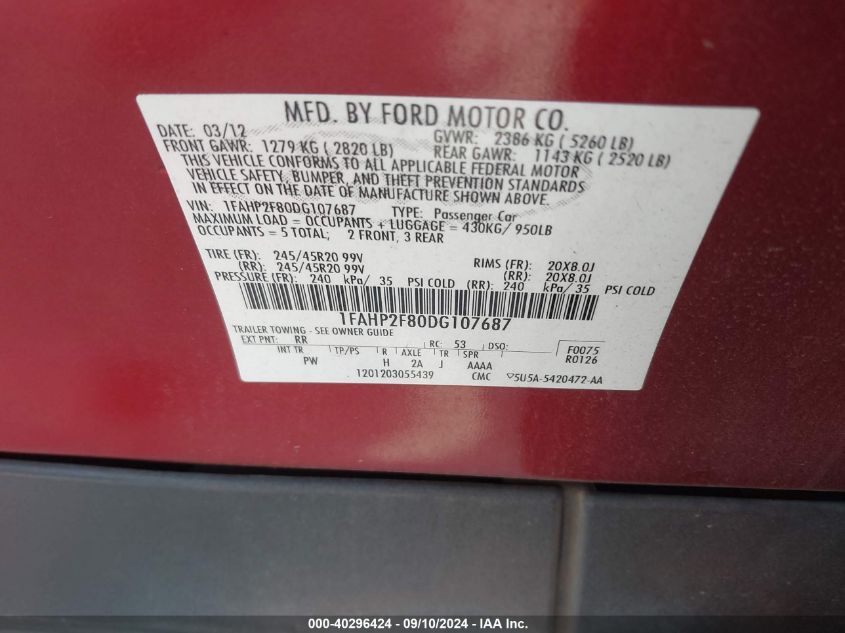 MFD. BY FORD MOTOR CO.
DATE: 03/12 GVWR: 2386 KG ( 5260 LB)
FRONT GAWR: 1279 KG ( 2820 LB) REAR GAWR: 1143 KG ( 2520 LB)
THIS VEHICLE CONFORMS TO ALL APPLICABLE FEDERAL MOTOR
VEHICLE SAFETY, BUMPER, AND THEFT PREVENTION STANDARDS
IN EFFECT ON THE DATE OF MANUFACTURE SHOWN ABOVE.
VIN: 1FAHP2F80DG107687 TYPE: Passenger Car
MAXIMUM LOAD = OCCUPANTS + LUGGAGE = 430KG/ 950LB
OCCUPANTS = 5 TOTAL; 2 FRONT, 3 REAR
TIRE (FR): 245/45R20 99V RIMS (FR): 20X8.0J
(RR): 245/45R20 99V (RR): 20X8.0J
PRESSURE (FR): 240 kPa/ 35 PSI COLD (RR): 240 kPa/ 35 PSI COLD
1FAHP2F80DG107687
TRAILER TOWING - SEE OWNER GUIDE
EXT PNT: RR RC: 53 DSO: F0075
INT TR TP/PS R AXLE TR SPR R0126
PW H 2A J AAAA
1201203055439 CMC 5U5A-5420472-AA
000-40296424 - 09/10/2024 - IAA Inc.